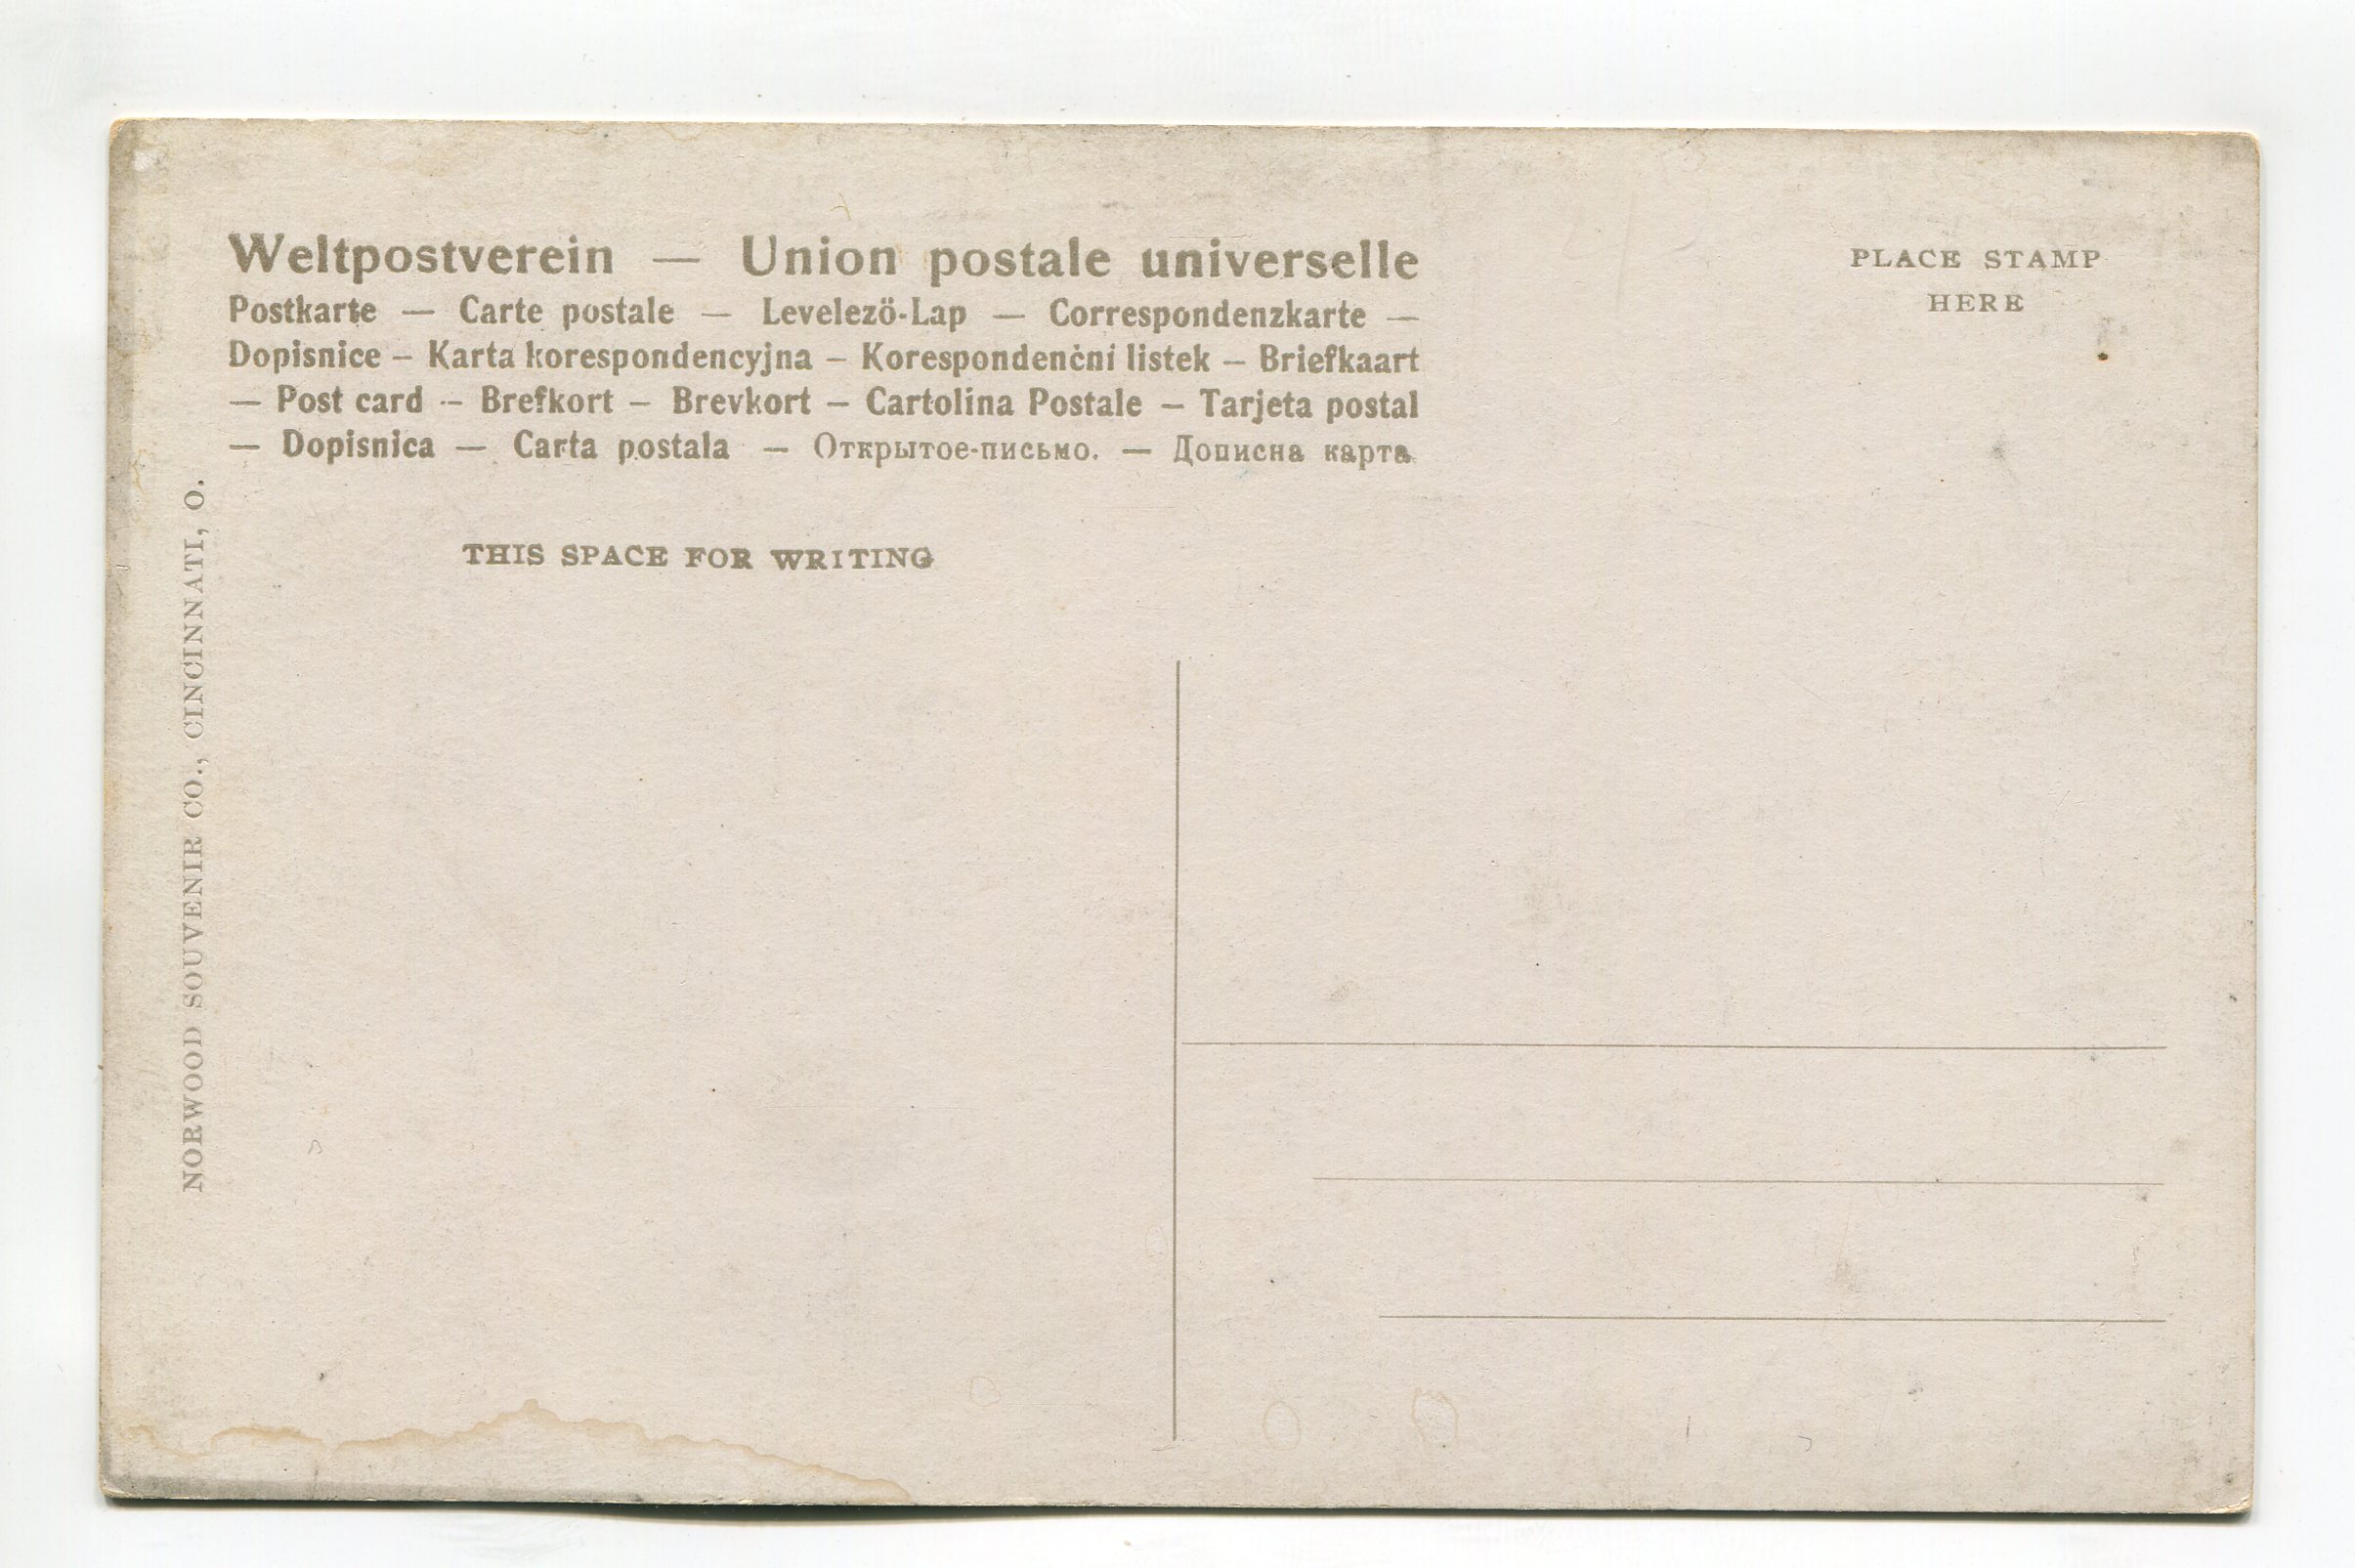 Weltpostverein — Union postale universelle
Postkarte — Carte postale — Levelezö-Lap — Correspondenzkarte —
Dopisnice – Karta korespondencyjna – Korespondenční listek – Briefkaart
— Post card – Brefkort – Brevkort – Cartolina Postale – Tarjeta postal
— Dopisnica — Carta postala — Открытое-письмо. — Дописна карта
PLACE STAMP
HERE
THIS SPACE FOR WRITING
NORWOOD SOUVENIR CO., CINCINNATI, O.